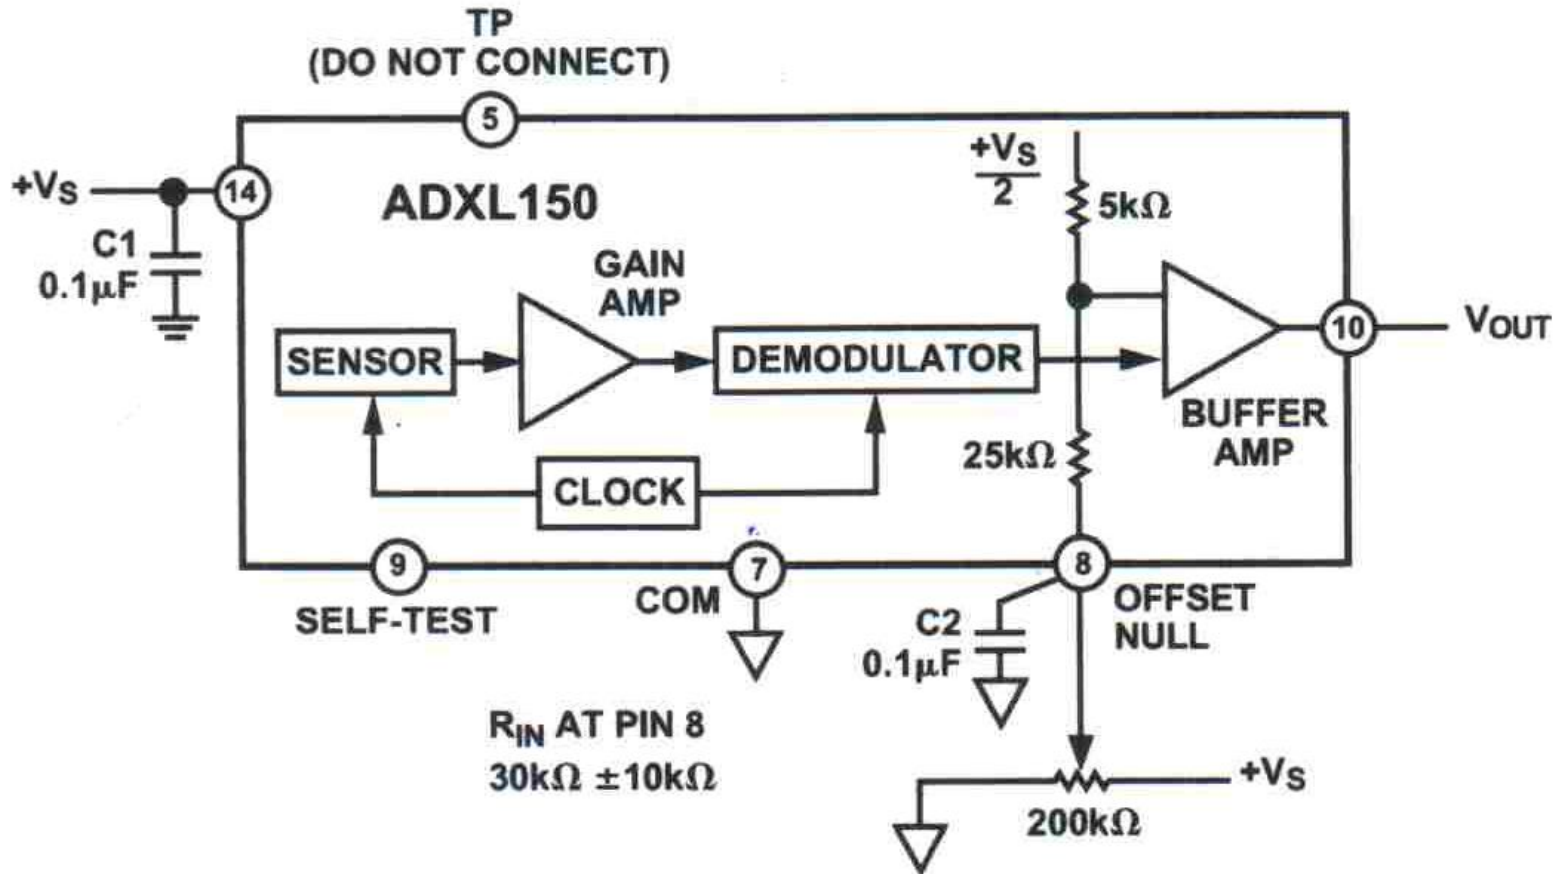 TP
(DO NOT CONNECT)
5
+VS
14
ADXL150
+VS
2
5kΩ
C1
0.1μF
GAIN
AMP
SENSOR
DEMODULATOR
10
VOUT
BUFFER
AMP
25kΩ
CLOCK
9
SELF-TEST
7
COM
8
OFFSET
NULL
C2
0.1μF
RIN AT PIN 8
30kΩ ±10kΩ
+VS
200kΩ